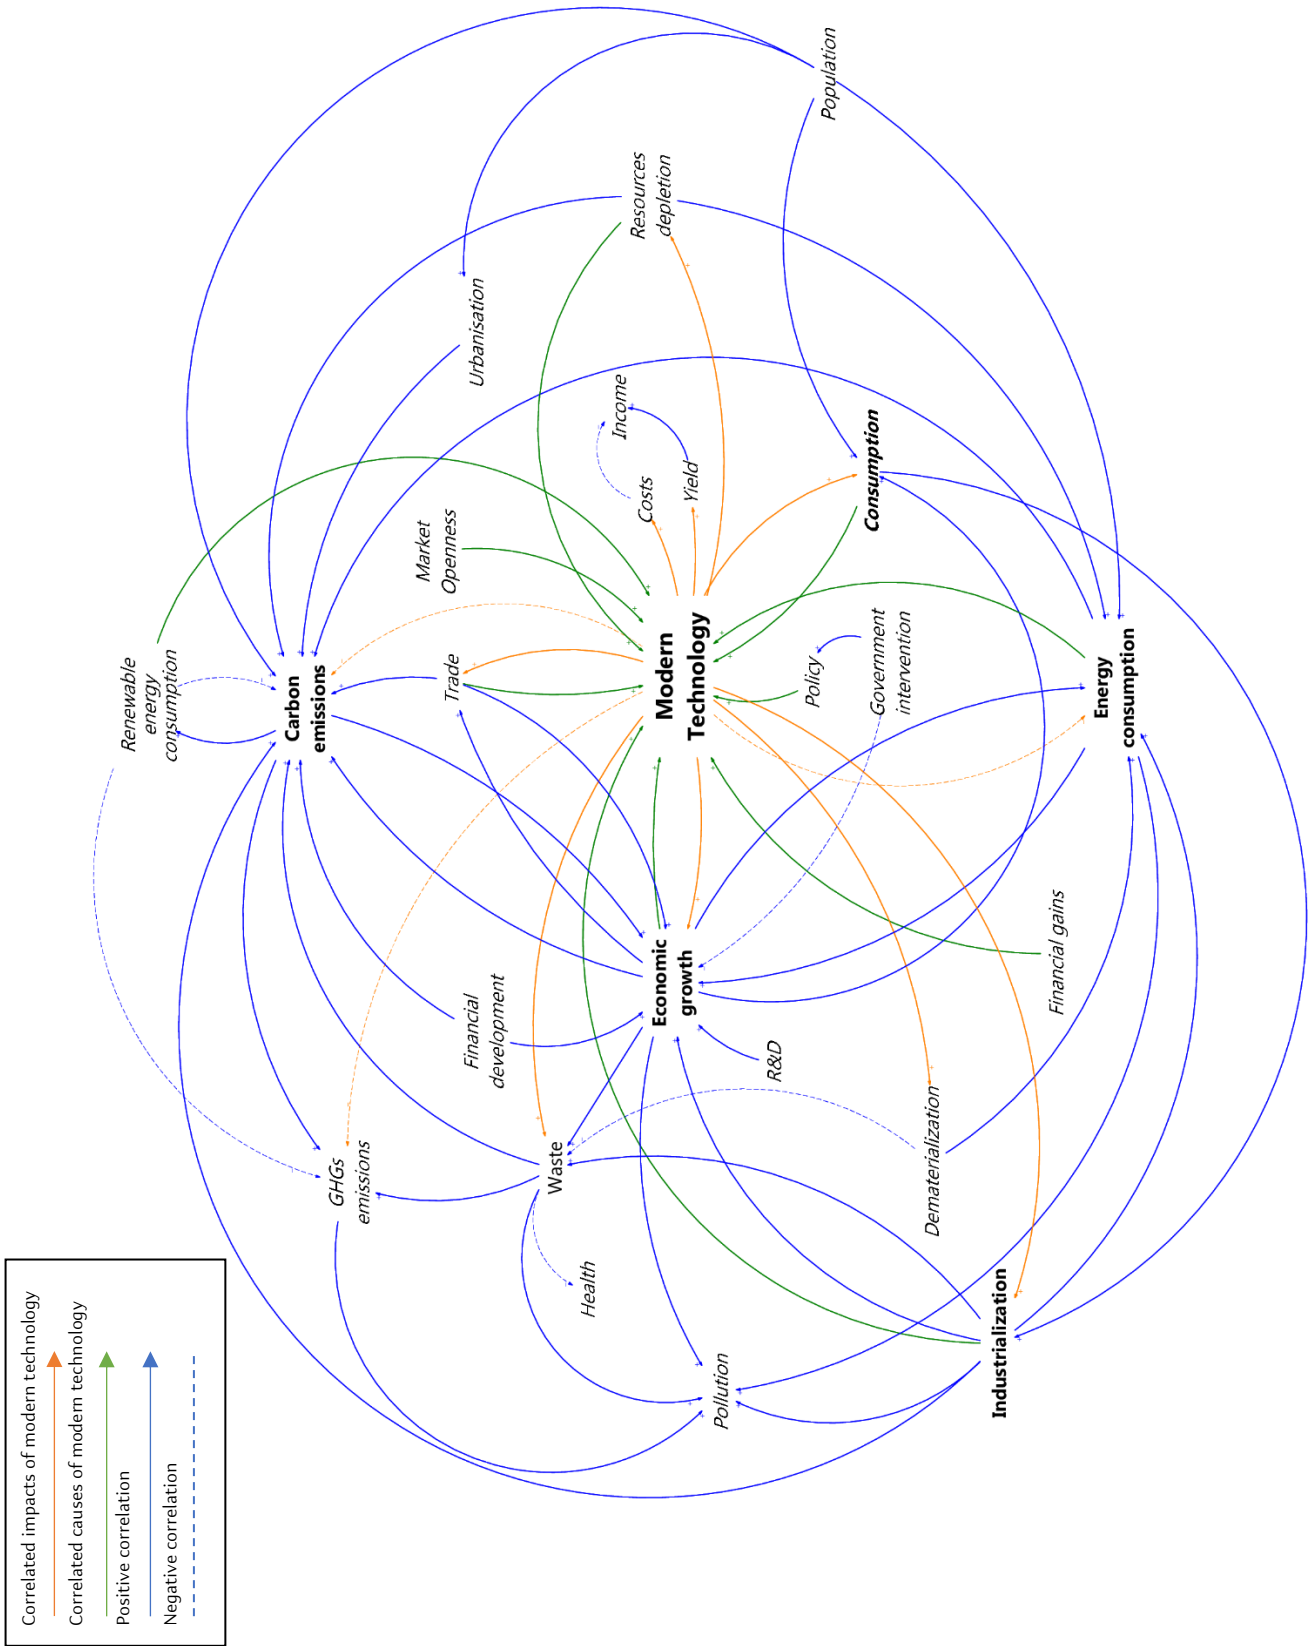 Correlated impacts of modern technology
Correlated causes of modern technology
Positive correlation
Negative correlation
Renewable
energy
consumption
Carbon
emissions
GHGs
emissions
Market
Openness
Trade
Urbanisation
Financial
development
Waste
Health
Income
Costs
Yield
Resources
depletion
Modern
Technology
Economic
growth
Pollution
R&D
Policy
Government
intervention
Population
Consumption
Dematerialization
Industrialization
Financial gains
Energy
consumption